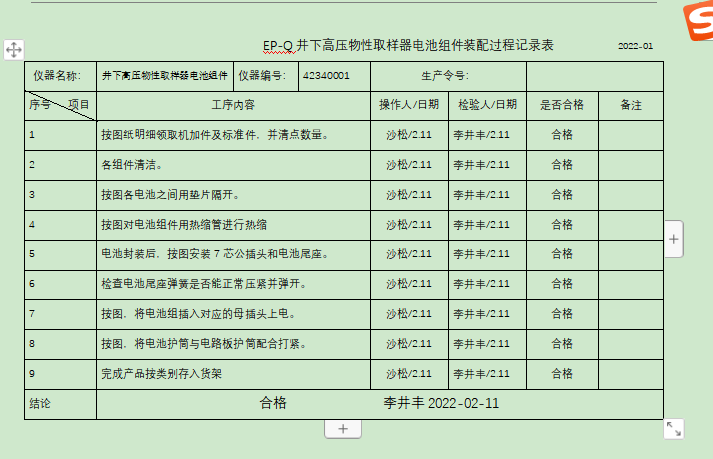 EP-Q 井下高压物性取样器电池组件装配过程记录表 2022-01
仪器名称： 井下高压物性取样器电池组件 仪器编号： 42340001 生产令号：
序号 项目 工序内容 操作人/日期 检验人/日期 是否合格 备注
1 按图纸明细领取机加件及标准件，并清点数量。 沙松/2.11 李井丰/2.11 合格
2 各组件清洁。 沙松/2.11 李井丰/2.11 合格
3 按图各电池之间用垫片隔开。 沙松/2.11 李井丰/2.11 合格
4 按图对电池组件用热缩管进行热缩 沙松/2.11 李井丰/2.11 合格
5 电池封装后，按图安装 7 芯公插头和电池尾座。 沙松/2.11 李井丰/2.11 合格
6 检查电池尾座弹簧是否能正常压紧并弹开。 沙松/2.11 李井丰/2.11 合格
7 按图，将电池组插入对应的母插头上电。 沙松/2.11 李井丰/2.11 合格
8 按图，将电池护筒与电路板护筒配合打紧。 沙松/2.11 李井丰/2.11 合格
9 完成产品按类别存入货架 沙松/2.11 李井丰/2.11 合格
结论 合格 李井丰 2022-02-11